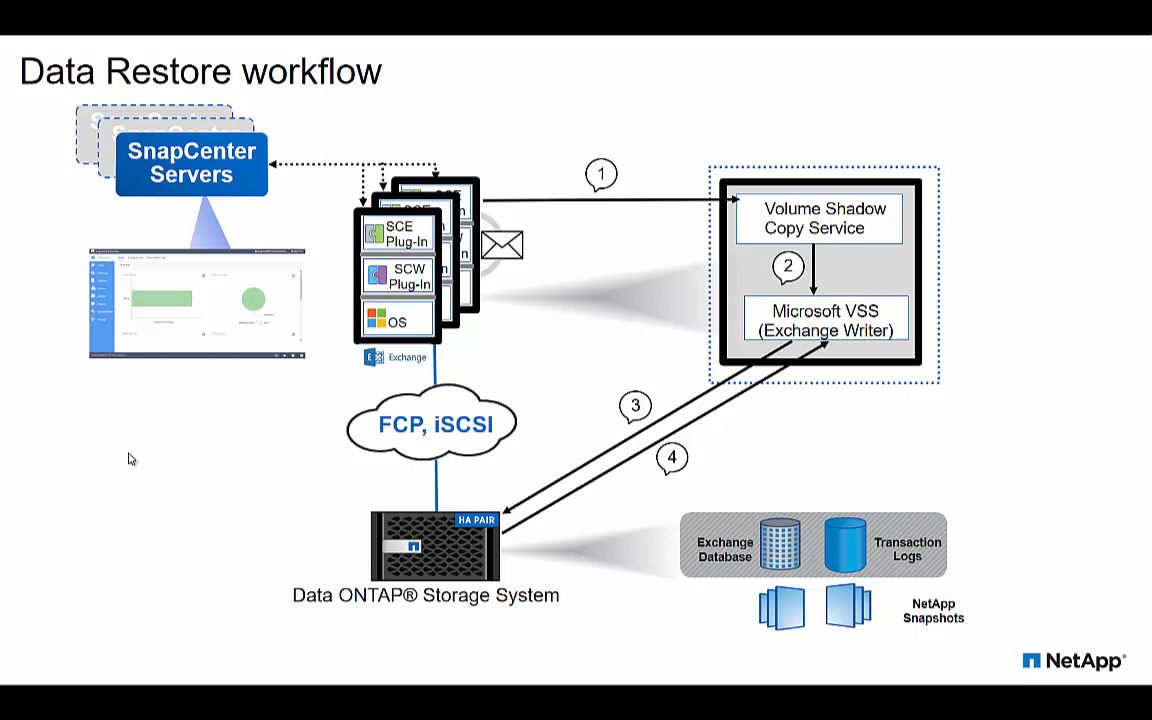 Data Restore workflow
SnapCenter
Servers
1
SCE
Plug-In
SCW
Plug-In
OS
Exchange
Volume Shadow
Copy Service
2
Microsoft VSS
(Exchange Writer)
FCP, iSCSI
3
4
HA PAIR
Data ONTAP® Storage System
Exchange
Database
Transaction
Logs
NetApp
Snapshots
NetApp®